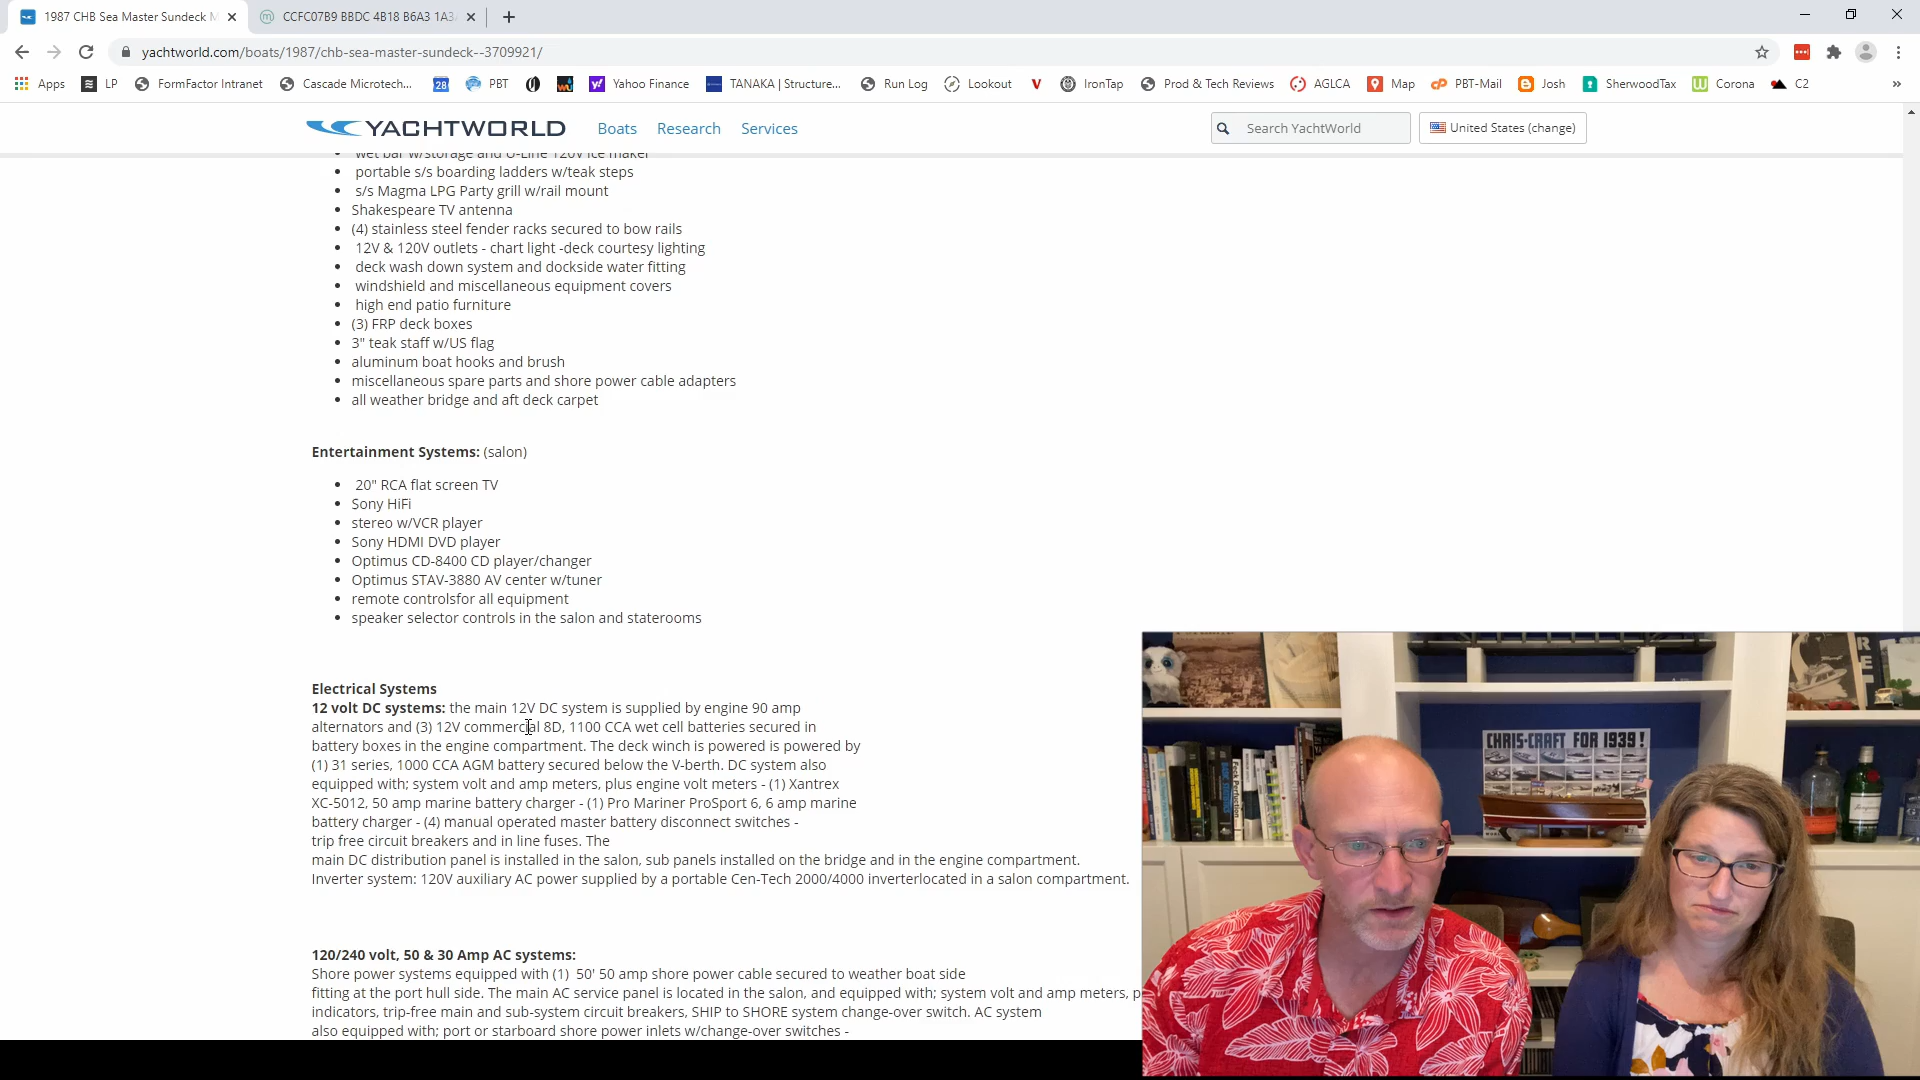 1987 CHB Sea Master Sundeck M
CCFC07B9 BBDC 4B18 B6A3 1A3
yachtworld.com/boats/1987/chb-sea-master-sundeck--3709921/
Apps LP FormFactor Intranet Cascade Microtech... 28 PBT Yahoo Finance TANAKA | Structure... Run Log Lookout V IronTap Prod & Tech Reviews AGLCA Map PBT-Mail Josh SherwoodTax Corona C2 »
YACHTWORLD Boats Research Services Search YachtWorld United States (change)
• wet bar w/storage and U-Line 120V ice maker
• portable s/s boarding ladders w/teak steps
• s/s Magma LPG Party grill w/rail mount
• Shakespeare TV antenna
• (4) stainless steel fender racks secured to bow rails
• 12V & 120V outlets - chart light -deck courtesy lighting
• deck wash down system and dockside water fitting
• windshield and miscellaneous equipment covers
• high end patio furniture
• (3) FRP deck boxes
• 3" teak staff w/US flag
• aluminum boat hooks and brush
• miscellaneous spare parts and shore power cable adapters
• all weather bridge and aft deck carpet
Entertainment Systems: (salon)
• 20" RCA flat screen TV
• Sony HiFi
• stereo w/VCR player
• Sony HDMI DVD player
• Optimus CD-8400 CD player/changer
• Optimus STAV-3880 AV center w/tuner
• remote controlsfor all equipment
• speaker selector controls in the salon and staterooms
Electrical Systems
12 volt DC systems: the main 12V DC system is supplied by engine 90 amp
alternators and (3) 12V commercial 8D, 1100 CCA wet cell batteries secured in
battery boxes in the engine compartment. The deck winch is powered is powered by
(1) 31 series, 1000 CCA AGM battery secured below the V-berth. DC system also
equipped with; system volt and amp meters, plus engine volt meters - (1) Xantrex
XC-5012, 50 amp marine battery charger - (1) Pro Mariner ProSport 6, 6 amp marine
battery charger - (4) manual operated master battery disconnect switches -
trip free circuit breakers and in line fuses. The
main DC distribution panel is installed in the salon, sub panels installed on the bridge and in the engine compartment.
Inverter system: 120V auxiliary AC power supplied by a portable Cen-Tech 2000/4000 inverterlocated in a salon compartment.
120/240 volt, 50 & 30 Amp AC systems:
Shore power systems equipped with (1) 50' 50 amp shore power cable secured to weather boat side
fitting at the port hull side. The main AC service panel is located in the salon, and equipped with; system volt and amp meters, p
indicators, trip-free main and sub-system circuit breakers, SHIP to SHORE system change-over switch. AC system
also equipped with; port or starboard shore power inlets w/change-over switches -
CHRIS-CRAFT FOR 1939!